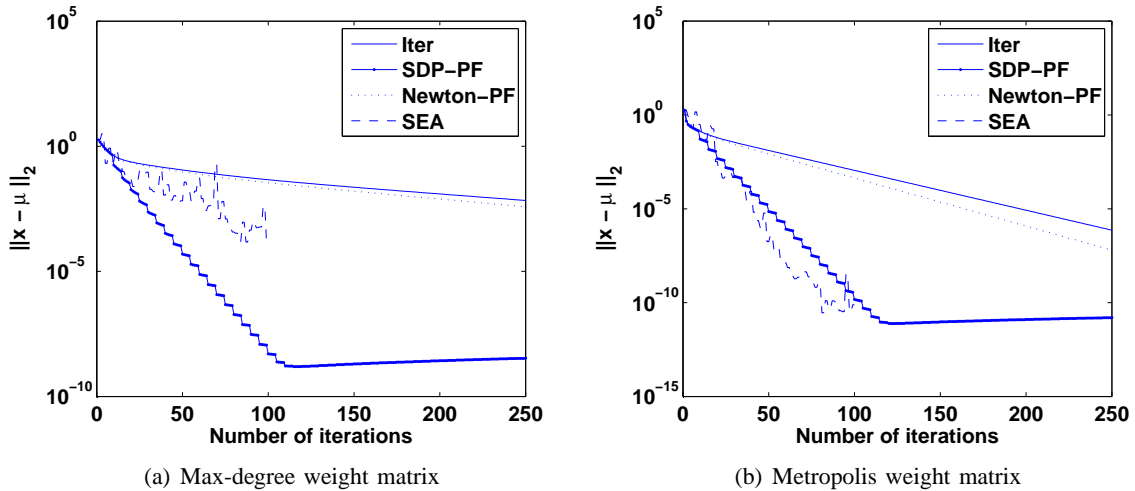 10^5
10^0
10^−5
10^−10
||x − μ ||_2
0
50
100
150
200
250
Number of iterations
Iter
SDP−PF
Newton−PF
SEA
(a) Max-degree weight matrix
10^5
10^0
10^−5
10^−10
10^−15
||x − μ ||_2
0
50
100
150
200
250
Number of iterations
Iter
SDP−PF
Newton−PF
SEA
(b) Metropolis weight matrix